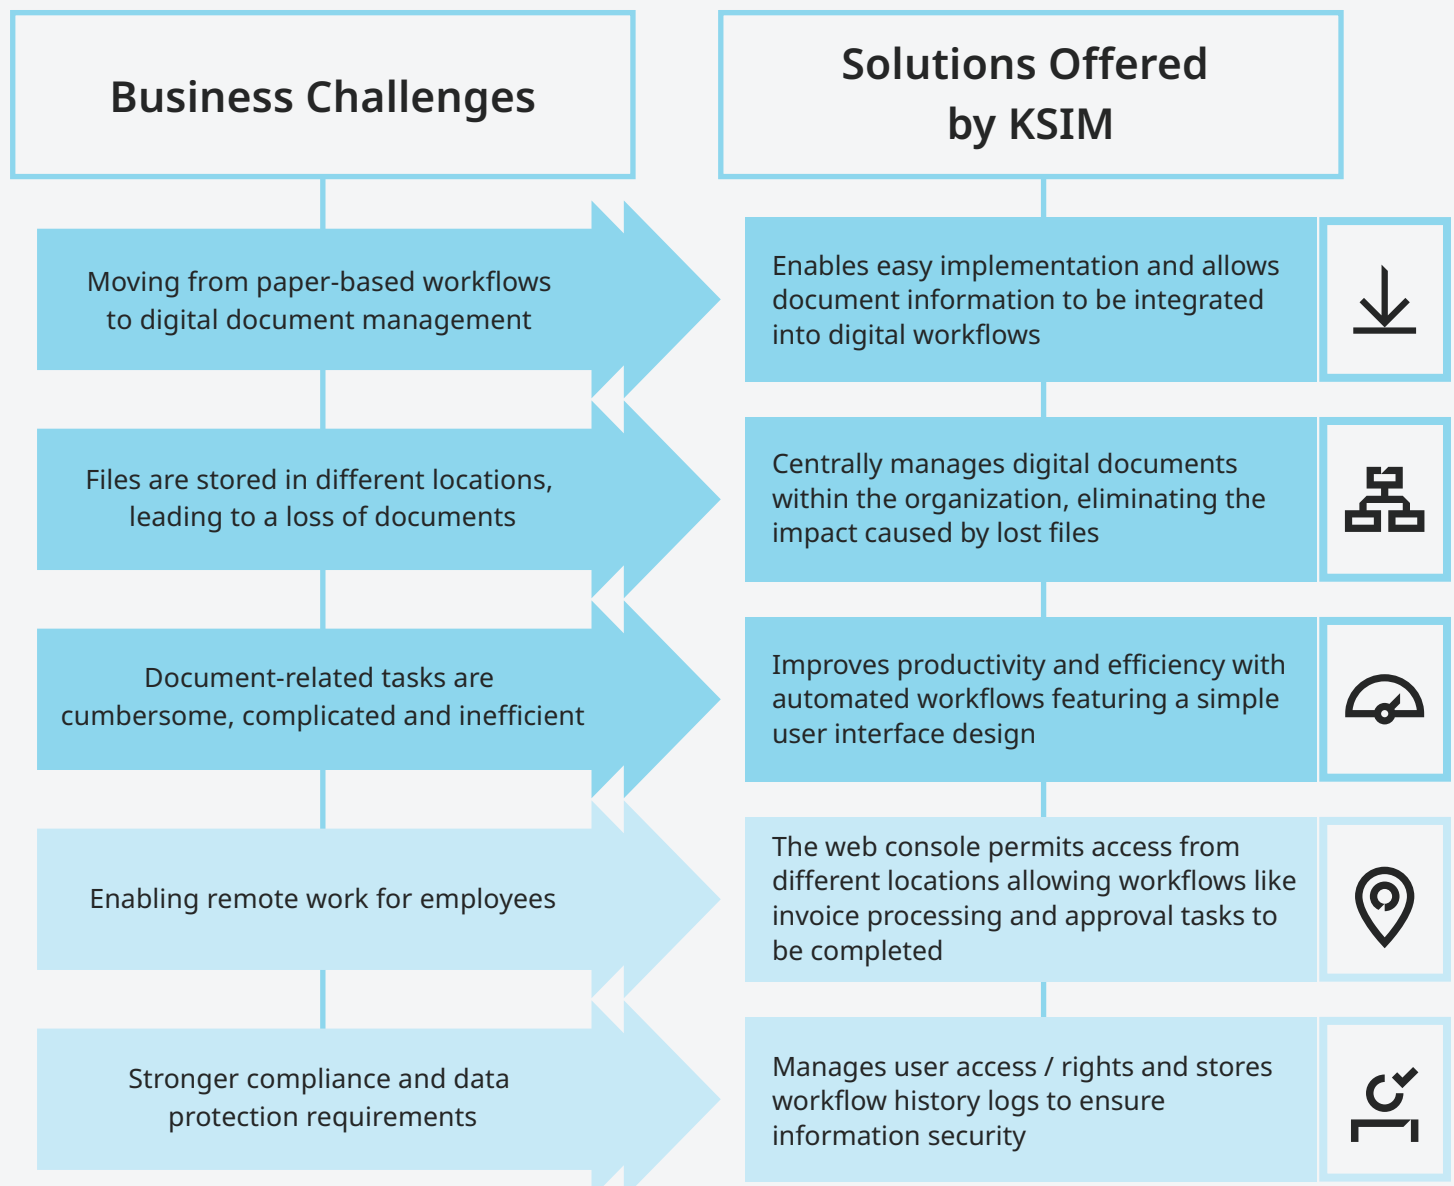 Business Challenges
Solutions Offered
by KSIM
Moving from paper-based workflows
to digital document management
Enables easy implementation and allows
document information to be integrated
into digital workflows
Files are stored in different locations,
leading to a loss of documents
Centrally manages digital documents
within the organization, eliminating the
impact caused by lost files
Document-related tasks are
cumbersome, complicated and inefficient
Improves productivity and efficiency with
automated workflows featuring a simple
user interface design
Enabling remote work for employees
The web console permits access from
different locations allowing workflows like
invoice processing and approval tasks to
be completed
Stronger compliance and data
protection requirements
Manages user access / rights and stores
workflow history logs to ensure
information security